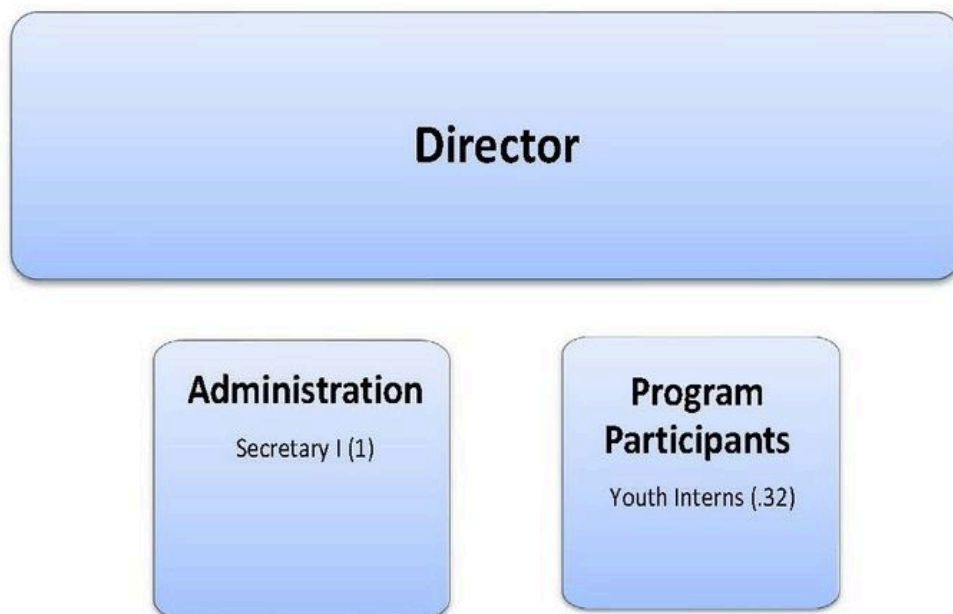 Director
Administration
Secretary I (1)
Program
Participants
Youth Interns (.32)